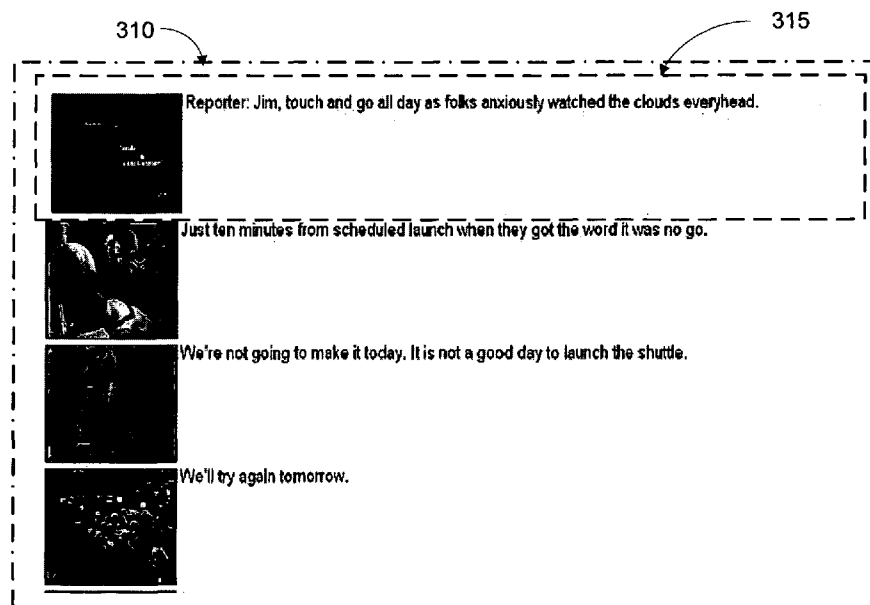 310
315
Reporter: Jim, touch and go all day as folks anxiously watched the clouds everyhead.
Just ten minutes from scheduled launch when they got the word it was no go.
We're not going to make it today. It is not a good day to launch the shuttle.
We'll try again tomorrow.